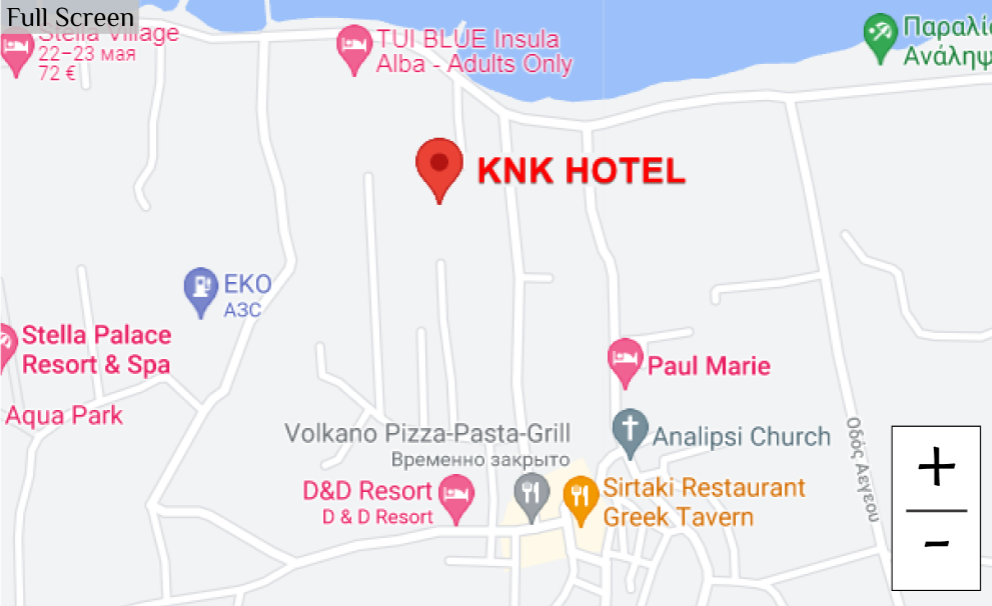 Full Screen
Stella Village
22–23 мая
72 €
TUI BLUE Insula
Alba - Adults Only
Ανάληψ
KNK HOTEL
EKO
АЗС
Stella Palace
Resort & Spa
Aqua Park
Paul Marie
Analipsi Church
Volkano Pizza-Pasta-Grill
Временно закрыто
D&D Resort
D & D Resort
Sirtaki Restaurant
Greek Tavern
Οδός Αεγεου
+
-